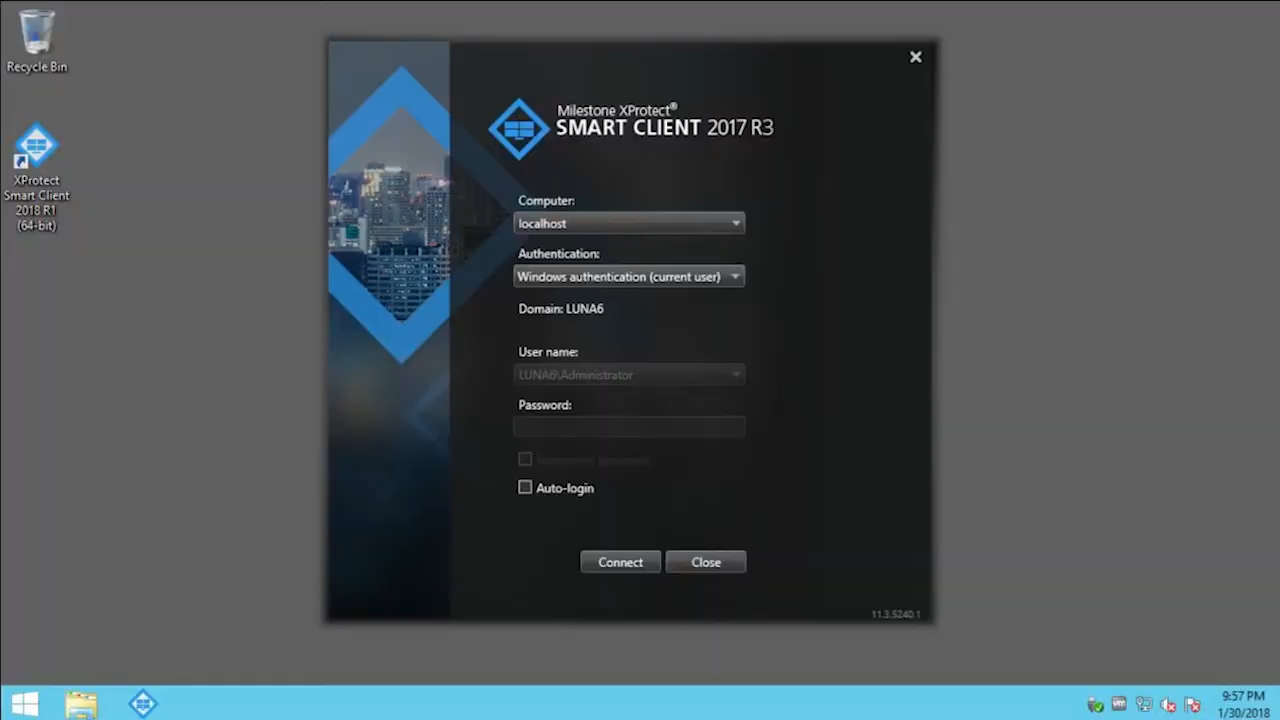 Recycle Bin
XProtect
Smart Client
2018 R1
(64-bit)
Milestone XProtect®
SMART CLIENT 2017 R3
Computer:
localhost
Authentication:
Windows authentication (current user)
Domain: LUNA6
User name:
LUNA6\Administrator
Password:
Auto-login
Connect
Close
11.3.5240.1
9:57 PM
1/30/2018